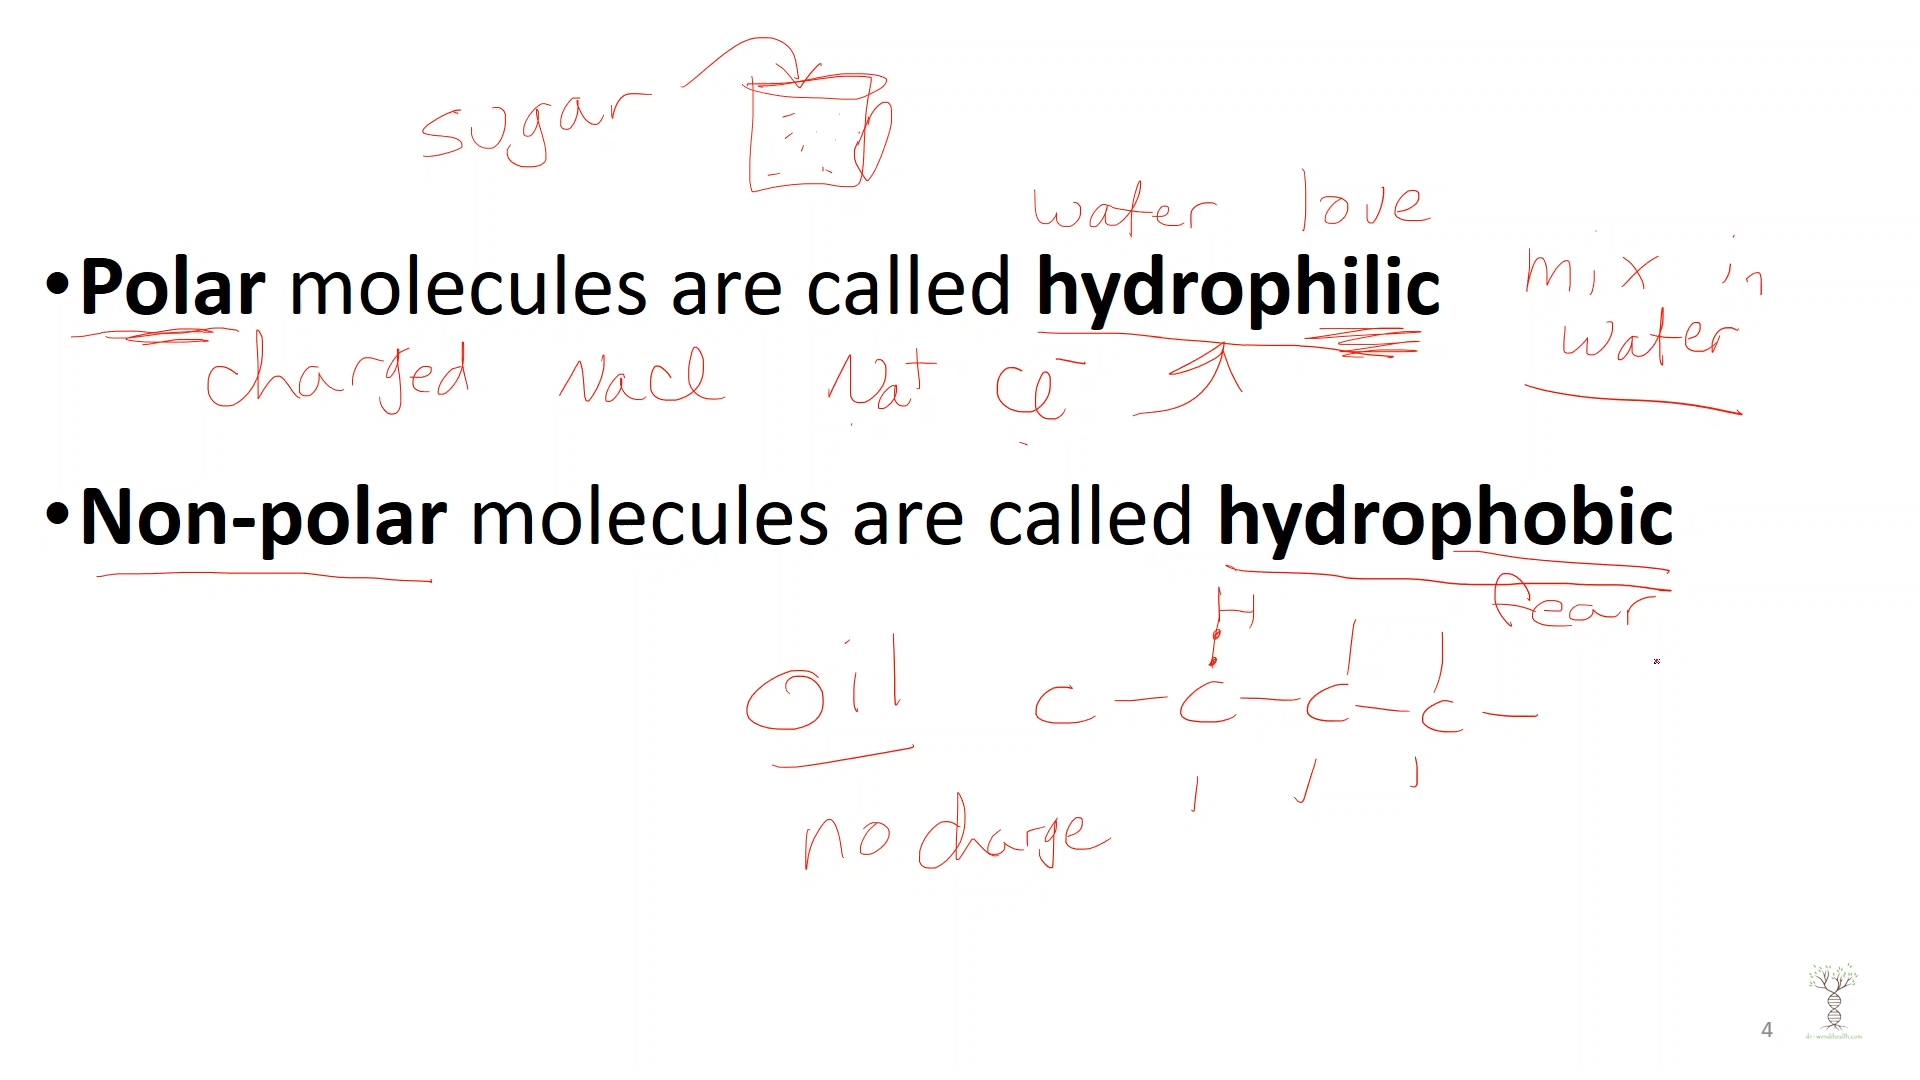 sugar
water love
• Polar molecules are called hydrophilic
mix in
water
charged NaCl Na+ Cl-
• Non-polar molecules are called hydrophobic
fear
H
Oil C - C - C - C -
no charge
4